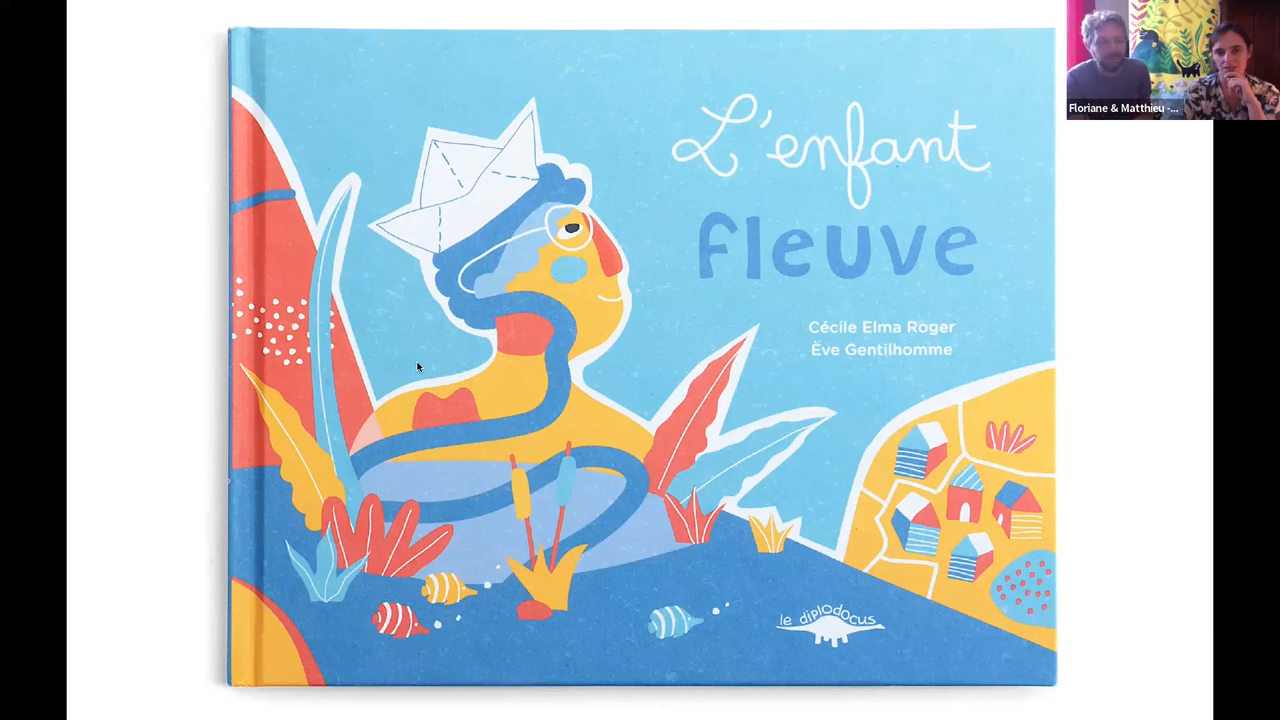 L'enfant
fleuve
Cécile Elma Roger
Ève Gentilhomme
le diplodocus
Floriane & Matthieu -...